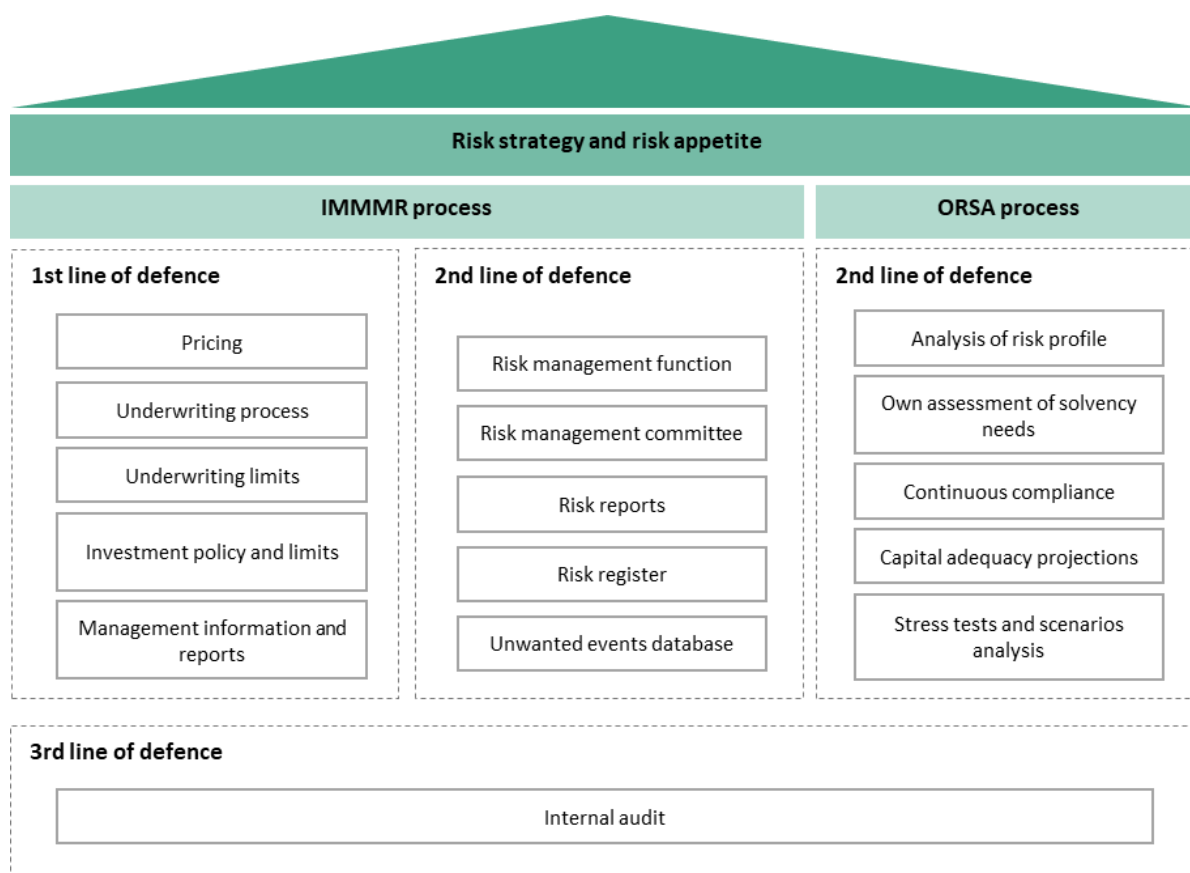 Risk strategy and risk appetite
IMMMR process
ORSA process
1st line of defence
Pricing
Underwriting process
Underwriting limits
Investment policy and limits
Management information and
reports
2nd line of defence
Risk management function
Risk management committee
Risk reports
Risk register
Unwanted events database
2nd line of defence
Analysis of risk profile
Own assessment of solvency
needs
Continuous compliance
Capital adequacy projections
Stress tests and scenarios
analysis
3rd line of defence
Internal audit